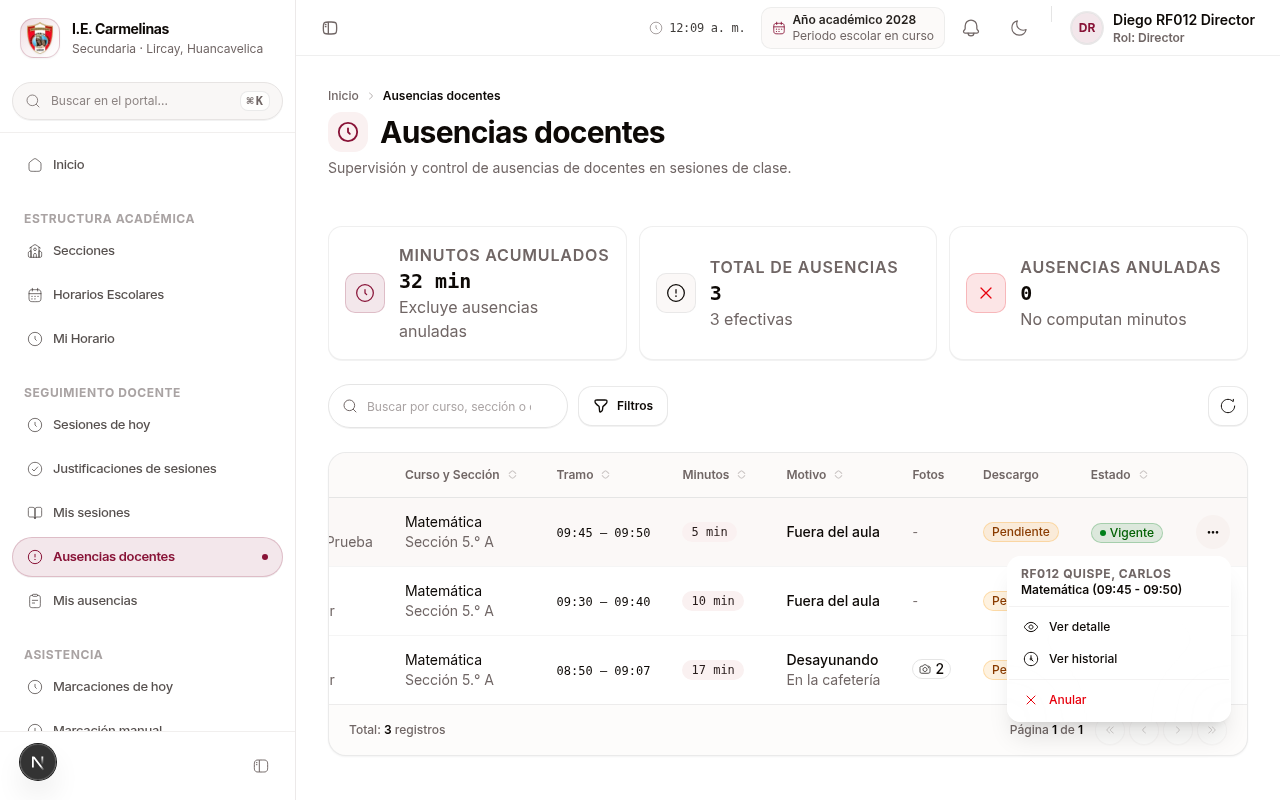 I.E. Carmelinas
Secundaria · Lircay, Huancavelica
Buscar en el portal...
⌘K
Inicio
ESTRUCTURA ACADÉMICA
Secciones
Horarios Escolares
Mi Horario
SEGUIMIENTO DOCENTE
Sesiones de hoy
Justificaciones de sesiones
Mis sesiones
Ausencias docentes
Mis ausencias
ASISTENCIA
Marcaciones de hoy
Marcación manual
N
12:09 a. m.
Año académico 2028
Periodo escolar en curso
DR
Diego RF012 Director
Rol: Director
Inicio > Ausencias docentes
Ausencias docentes
Supervisión y control de ausencias de docentes en sesiones de clase.
MINUTOS ACUMULADOS
32 min
Excluye ausencias
anuladas
TOTAL DE AUSENCIAS
3
3 efectivas
AUSENCIAS ANULADAS
0
No computan minutos
Buscar por curso, sección o
Filtros
Curso y Sección Tramo Minutos Motivo Fotos Descargo Estado
Prueba
Matemática
Sección 5.° A
09:45 – 09:50
5 min
Fuera del aula
-
Pendiente
Vigente
r
Matemática
Sección 5.° A
09:30 – 09:40
10 min
Fuera del aula
-
Pe
r
Matemática
Sección 5.° A
08:50 – 09:07
17 min
Desayunando
En la cafetería
2
Pe
RF012 QUISPE, CARLOS
Matemática (09:45 - 09:50)
Ver detalle
Ver historial
Anular
Total: 3 registros
Página 1 de 1